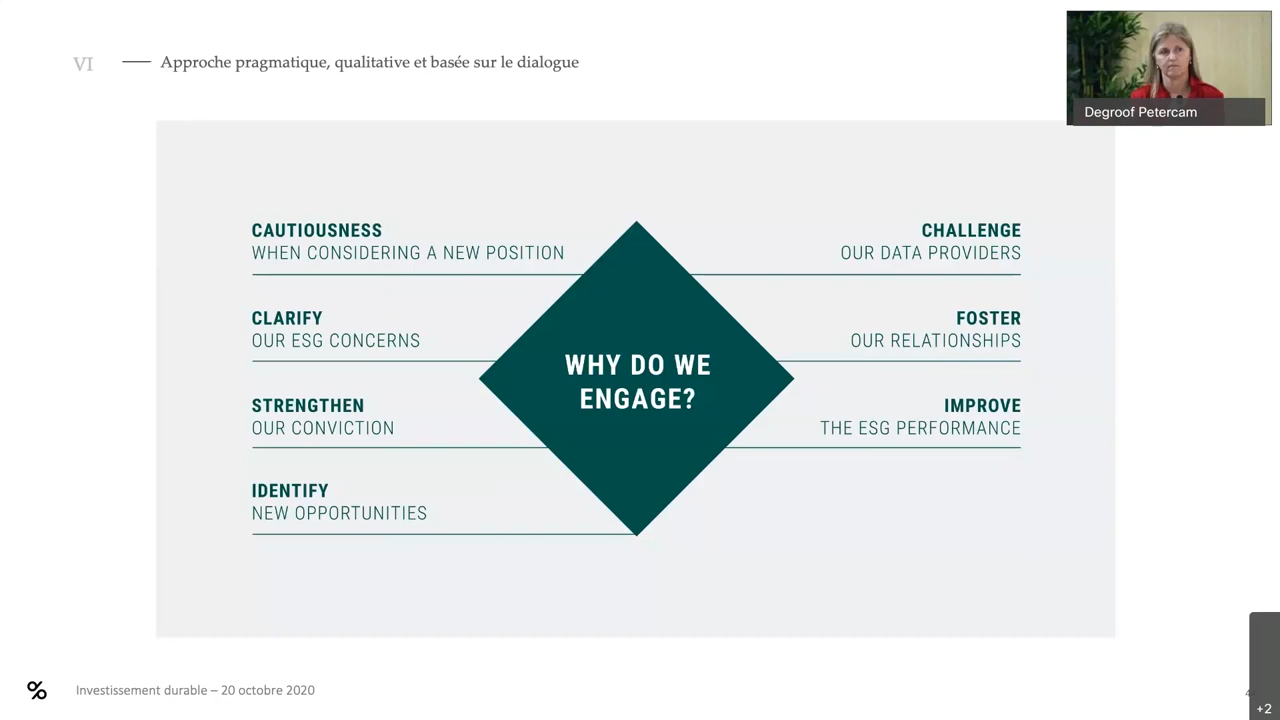 VI
Approche pragmatique, qualitative et basée sur le dialogue
Degroof Petercam
CAUTIOUSNESS
WHEN CONSIDERING A NEW POSITION
CLARIFY
OUR ESG CONCERNS
STRENGTHEN
OUR CONVICTION
IDENTIFY
NEW OPPORTUNITIES
WHY DO WE
ENGAGE?
CHALLENGE
OUR DATA PROVIDERS
FOSTER
OUR RELATIONSHIPS
IMPROVE
THE ESG PERFORMANCE
Investissement durable – 20 octobre 2020
+2